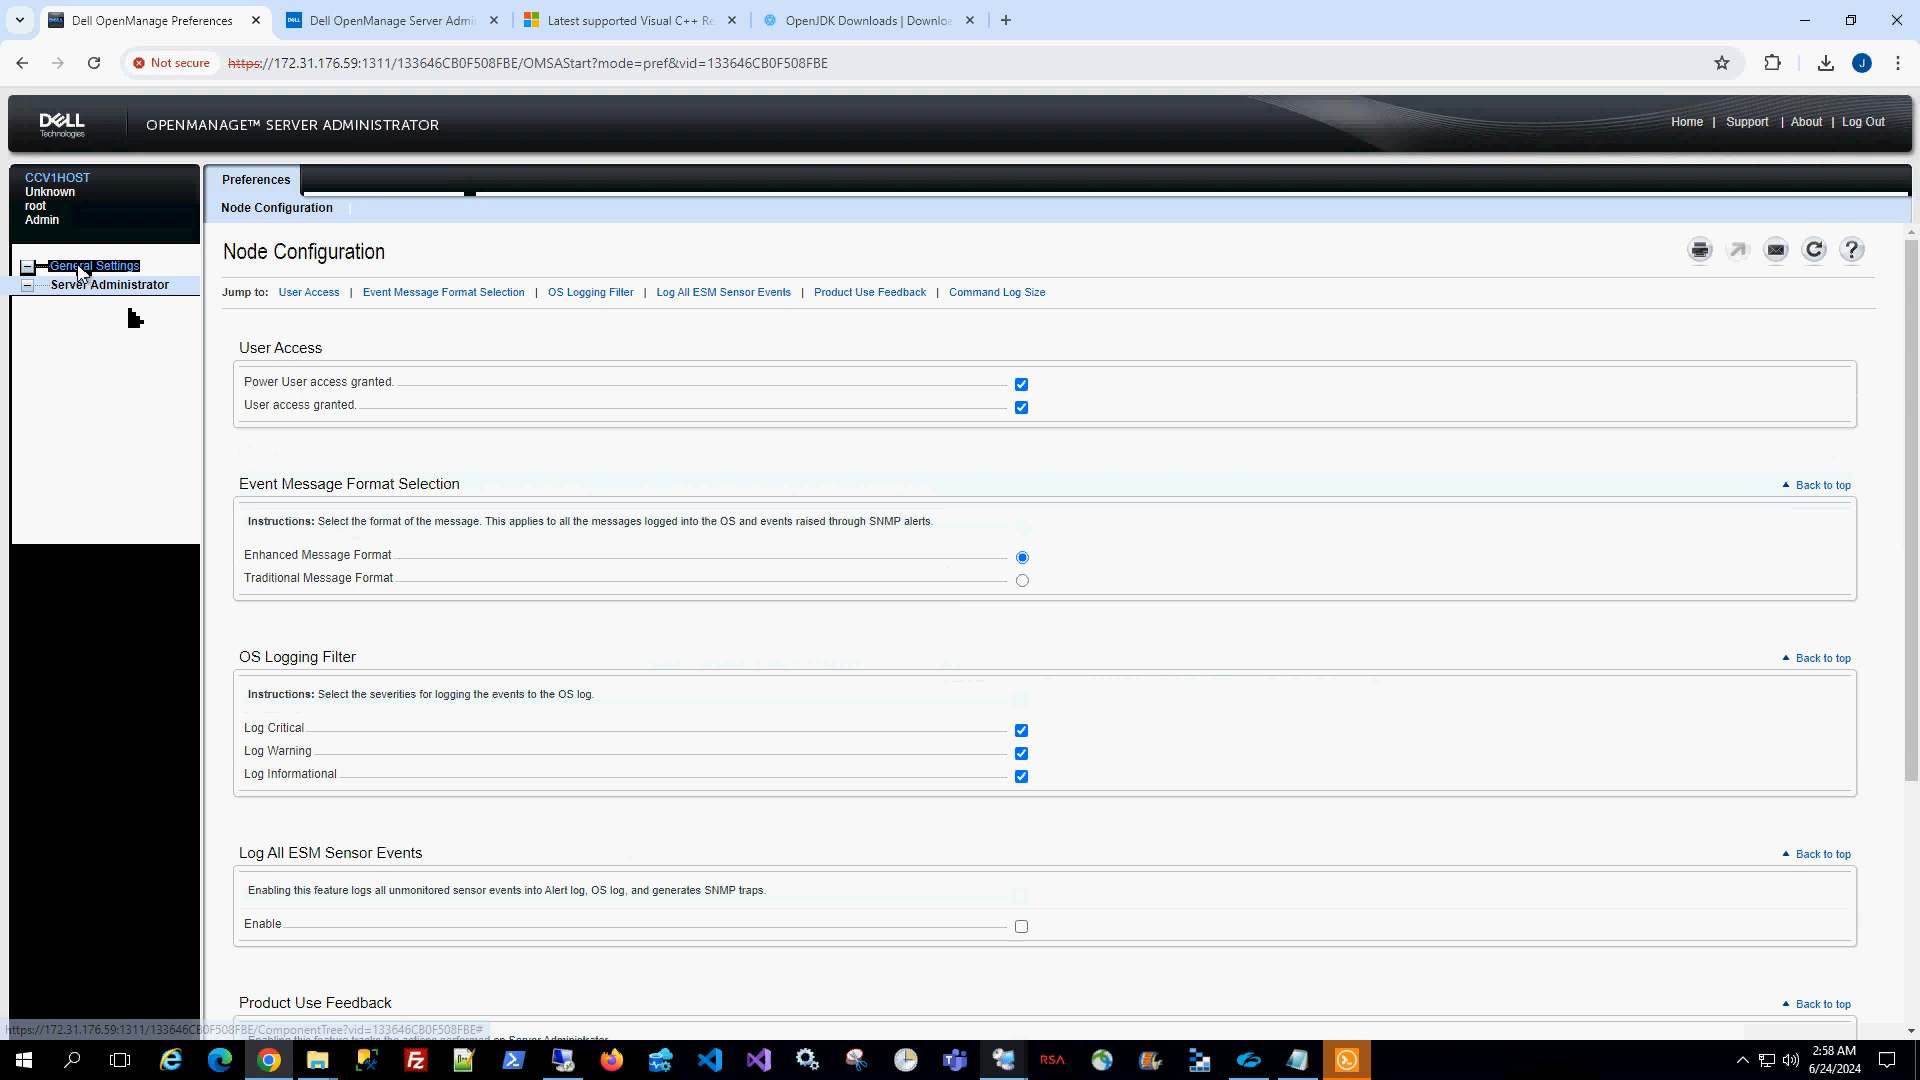 Dell OpenManage Preferences
Dell OpenManage Server Admi
Latest supported Visual C++ Re
OpenJDK Downloads | Downlo
Not secure
https://172.31.176.59:1311/133646CB0F508FBE/OMSAStart?mode=pref&vid=133646CB0F508FBE
J
DELL
Technologies
OPENMANAGE™ SERVER ADMINISTRATOR
Home | Support | About | Log Out
CCV1HOST
Unknown
root
Admin
General Settings
Server Administrator
Preferences
Node Configuration
Node Configuration
Jump to: User Access | Event Message Format Selection | OS Logging Filter | Log All ESM Sensor Events | Product Use Feedback | Command Log Size
User Access
Power User access granted.
User access granted.
Event Message Format Selection
Back to top
Instructions: Select the format of the message. This applies to all the messages logged into the OS and events raised through SNMP alerts.
Enhanced Message Format
Traditional Message Format
OS Logging Filter
Back to top
Instructions: Select the severities for logging the events to the OS log.
Log Critical
Log Warning
Log Informational
Log All ESM Sensor Events
Back to top
Enabling this feature logs all unmonitored sensor events into Alert log, OS log, and generates SNMP traps.
Enable
Product Use Feedback
Back to top
https://172.31.176.59:1311/133646CB0F508FBE/ComponentTree?vid=133646CB0F508FBE#
RSA
2:58 AM
6/24/2024